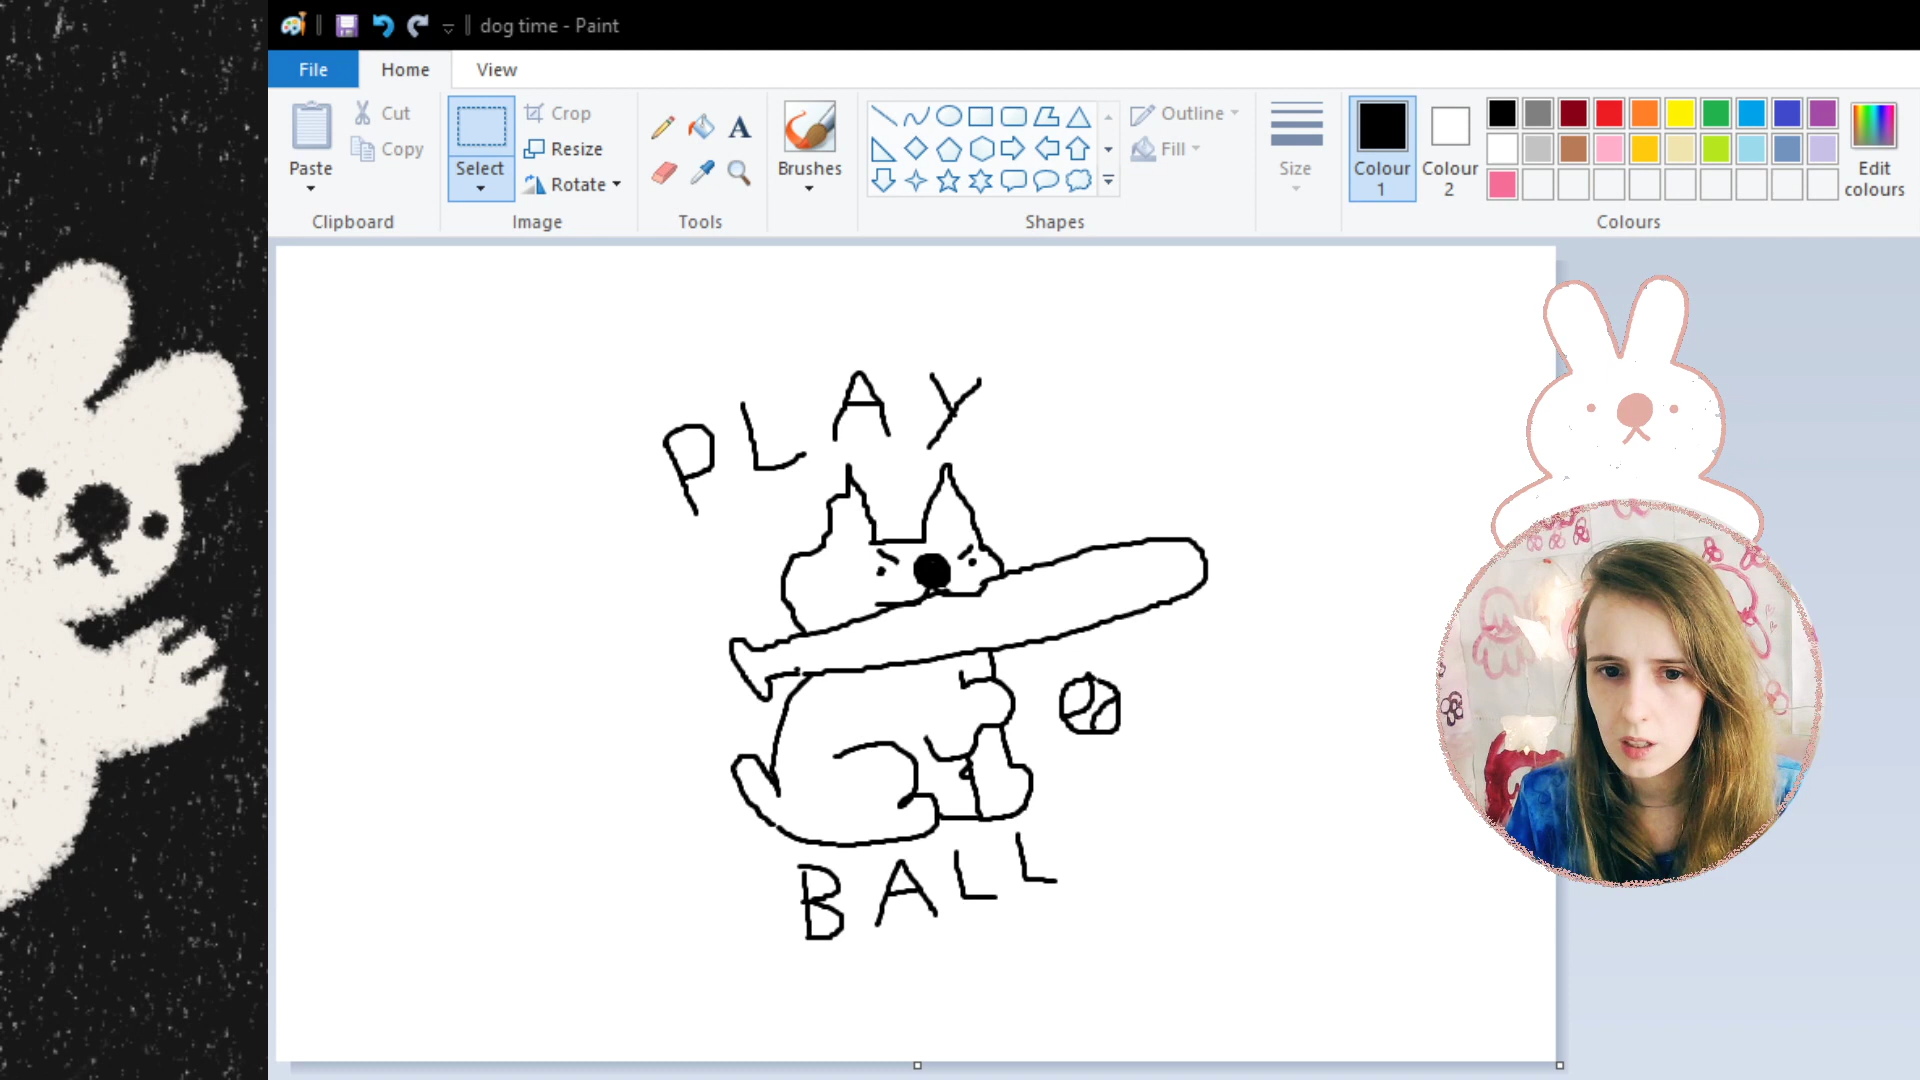 dog time - Paint
File Home View
Paste
Cut
Copy
Clipboard
Select
Crop
Resize
Rotate
Image
A
Tools
Brushes
Shapes
Outline
Fill
Size
Colour 1
Colour 2
Edit colours
Colours
PLAY
BALL